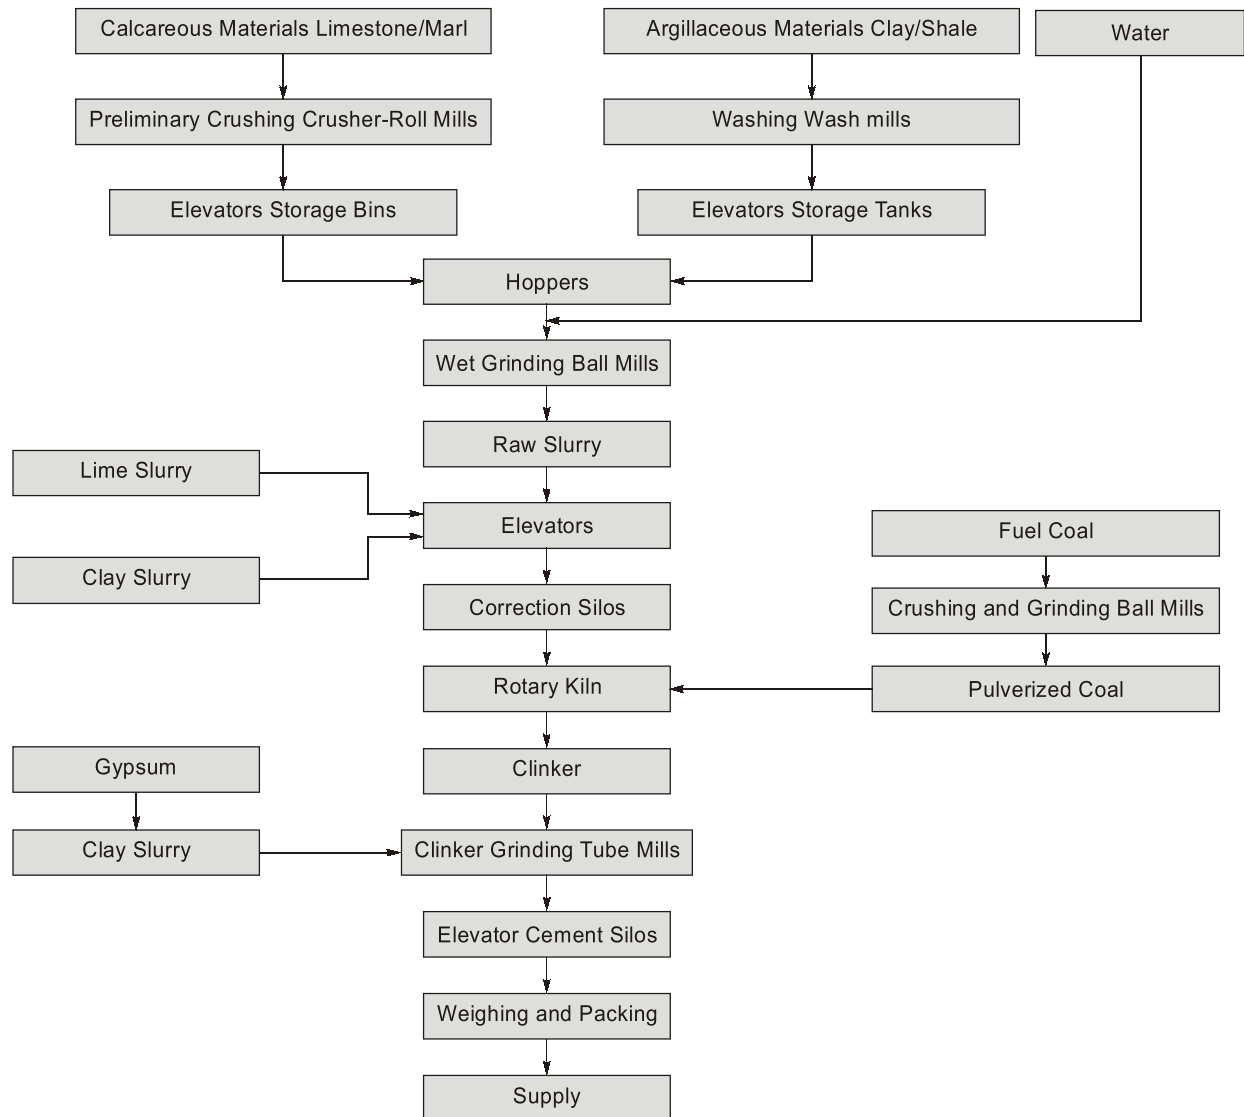 Calcareous Materials Limestone/Marl
Argillaceous Materials Clay/Shale
Water
Preliminary Crushing Crusher-Roll Mills
Washing Wash mills
Elevators Storage Bins
Elevators Storage Tanks
Hoppers
Wet Grinding Ball Mills
Raw Slurry
Lime Slurry
Elevators
Fuel Coal
Clay Slurry
Correction Silos
Crushing and Grinding Ball Mills
Rotary Kiln
Pulverized Coal
Gypsum
Clinker
Clay Slurry
Clinker Grinding Tube Mills
Elevator Cement Silos
Weighing and Packing
Supply